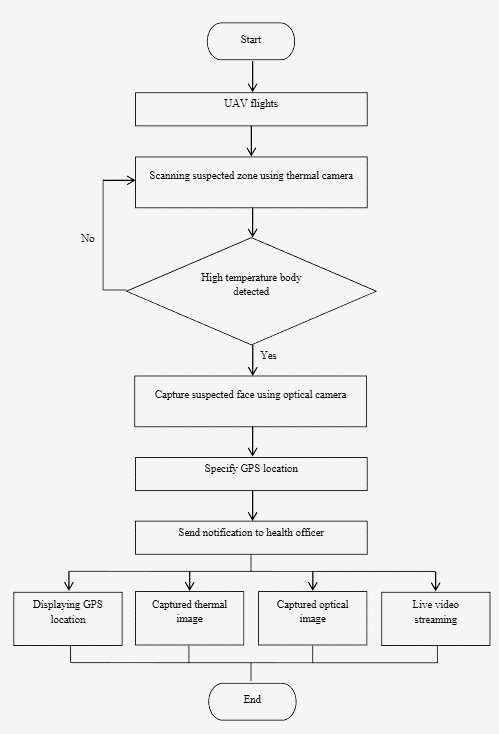 Start
UAV flights
Scanning suspected zone using thermal camera
No
High temperature body
detected
Yes
Capture suspected face using optical camera
Specify GPS location
Send notification to health officer
Displaying GPS
location
Captured thermal
image
Captured optical
image
Live video
streaming
End